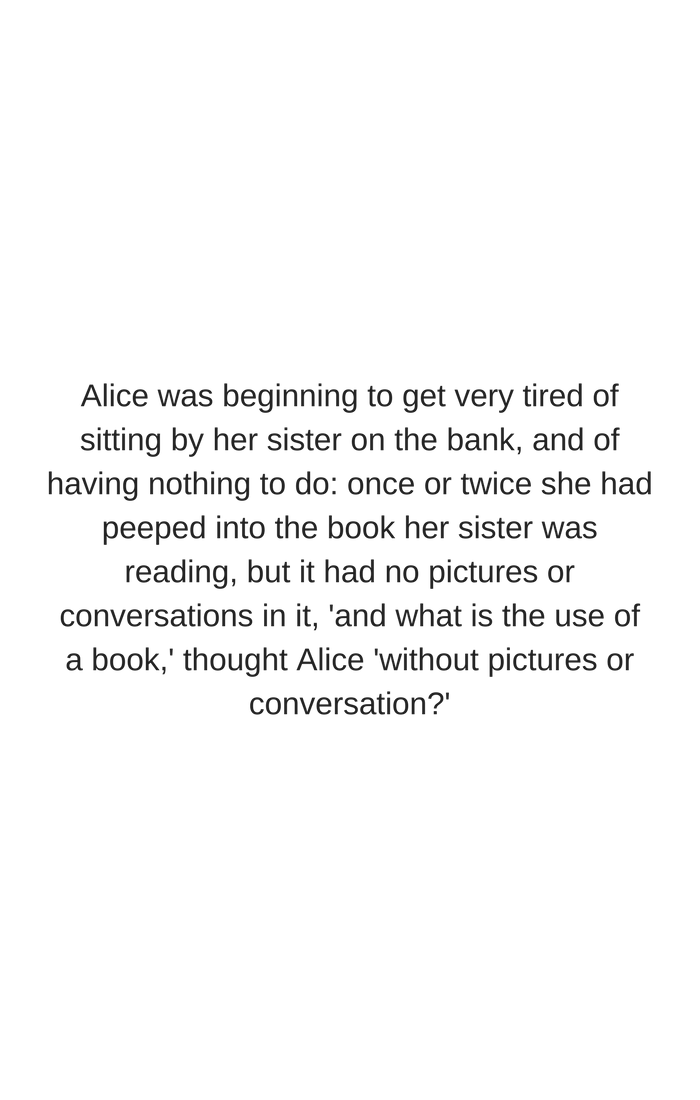 Alice was beginning to get very tired of
sitting by her sister on the bank, and of
having nothing to do: once or twice she had
peeped into the book her sister was
reading, but it had no pictures or
conversations in it, 'and what is the use of
a book,' thought Alice 'without pictures or
conversation?'